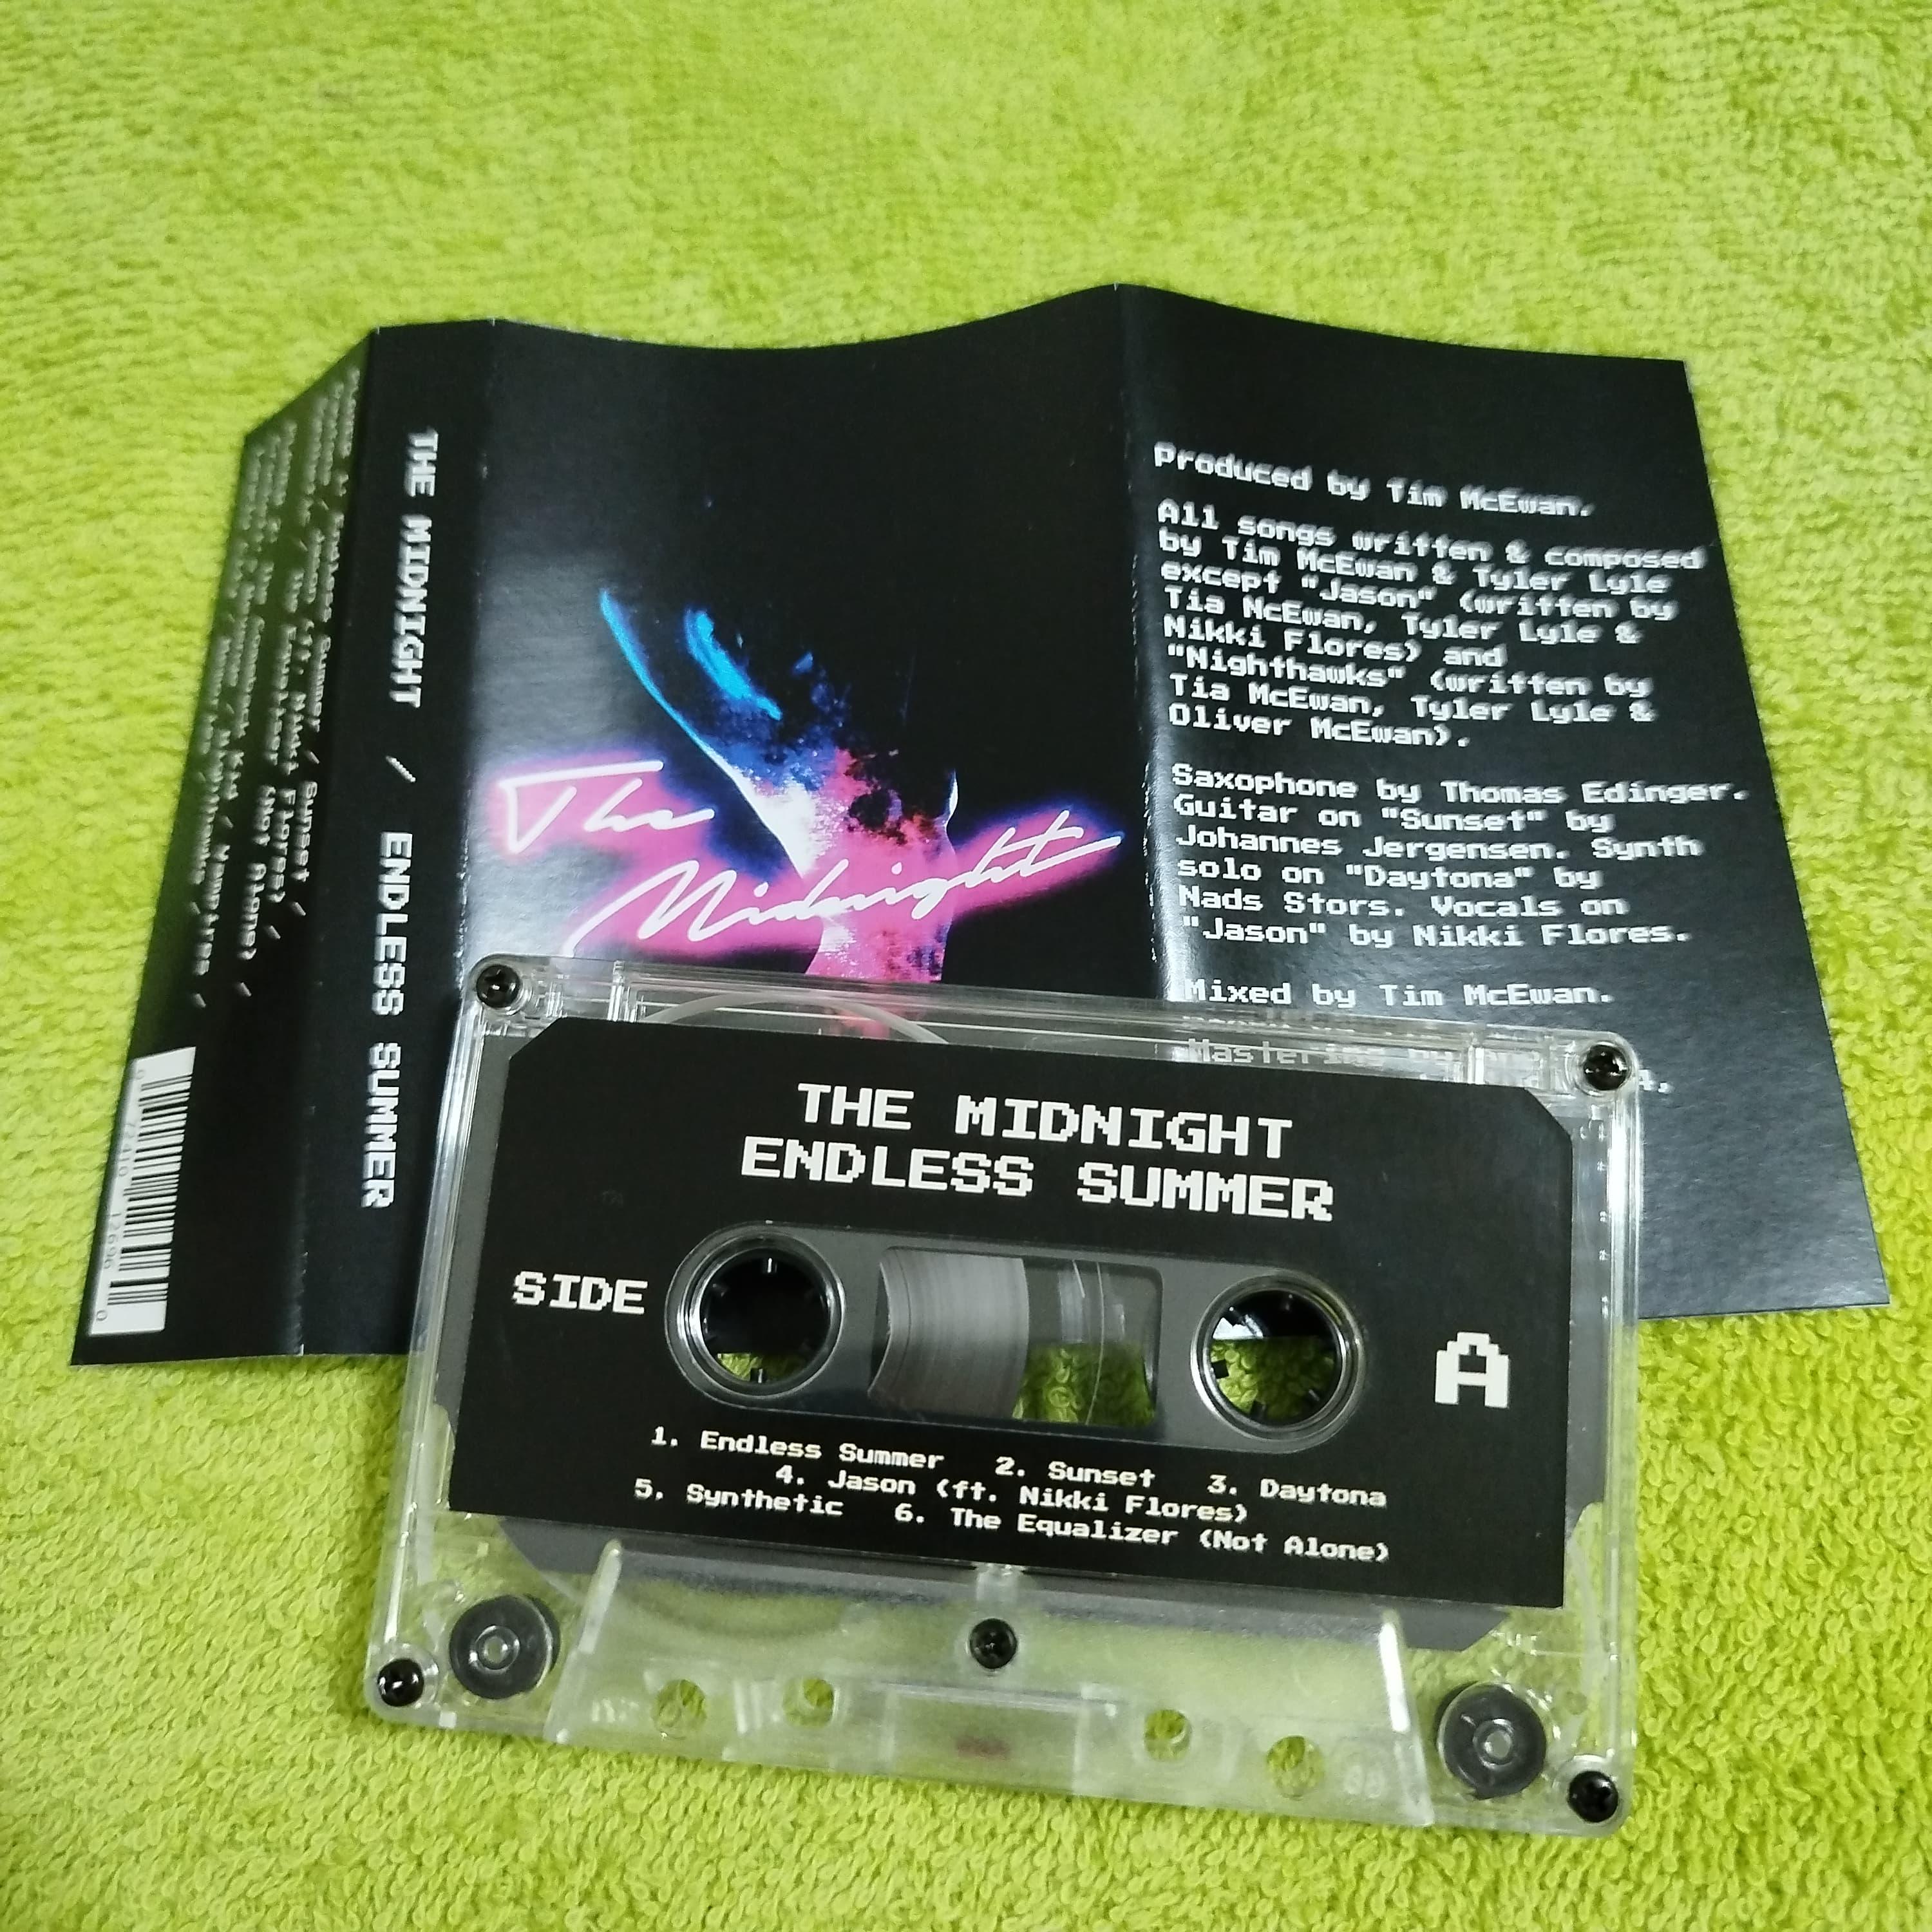 THE MIDNIGHT / ENDLESS SUMMER
The
Midnight
Produced by Tim McEwan.
All songs written & composed
by Tim McEwan & Tyler Lyle
except "Jason" (written by
Tia McEwan, Tyler Lyle &
Nikki Flores) and
"Nighthawks" (written by
Tia McEwan, Tyler Lyle &
Oliver McEwan).
Saxophone by Thomas Edinger.
Guitar on "Sunset" by
Johannes Jergensen. Synth
solo on "Daytona" by
Nads Stors. Vocals on
"Jason" by Nikki Flores.
Mixed by Tim McEwan.
Mastering by
THE MIDNIGHT
ENDLESS SUMMER
SIDE A
1. Endless Summer 2. Sunset 3. Daytona
4. Jason (ft. Nikki Flores)
5. Synthetic 6. The Equalizer (Not Alone)